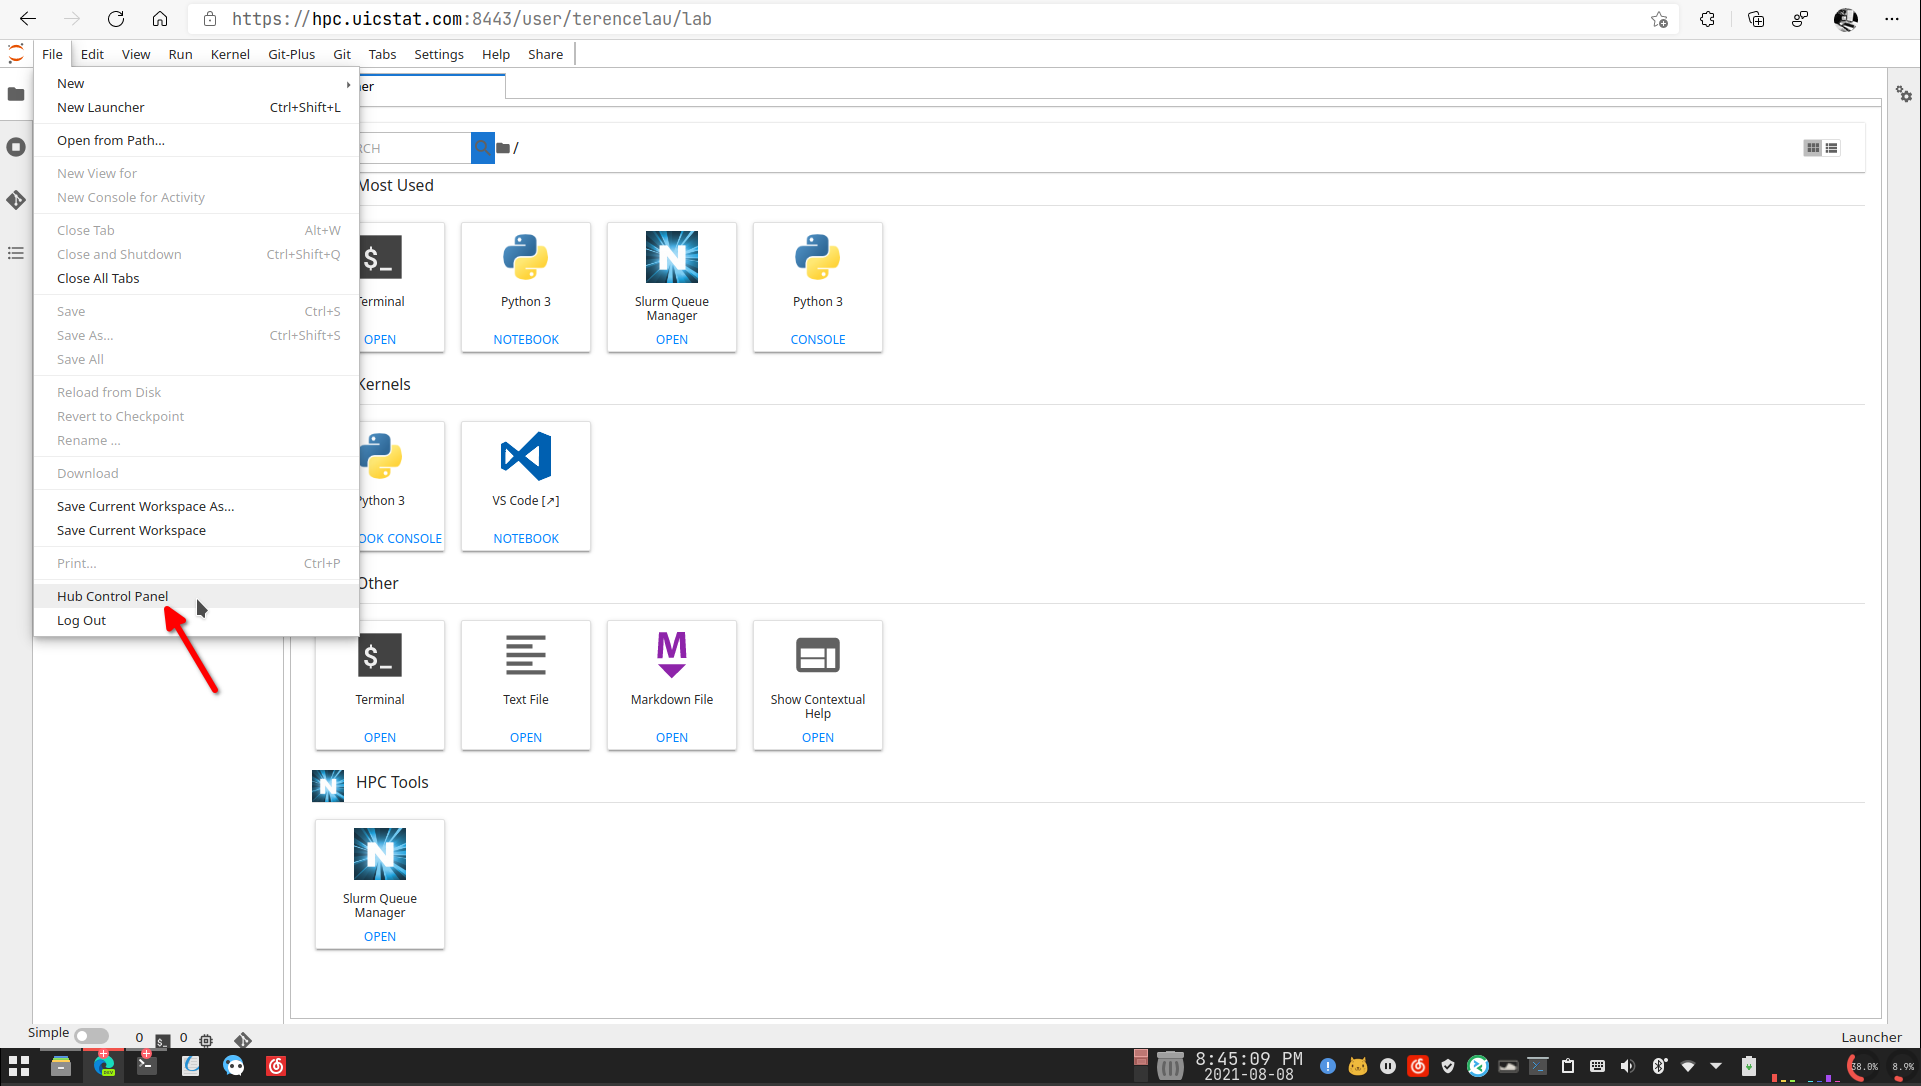 https://hpc.uicstat.com:8443/user/terencelau/lab
File Edit View Run Kernel Git-Plus Git Tabs Settings Help Share
New
New Launcher Ctrl+Shift+L
Open from Path...
New View for
New Console for Activity
Close Tab Alt+W
Close and Shutdown Ctrl+Shift+Q
Close All Tabs
Save Ctrl+S
Save As... Ctrl+Shift+S
Save All
Reload from Disk
Revert to Checkpoint
Rename ...
Download
Save Current Workspace As...
Save Current Workspace
Print... Ctrl+P
Hub Control Panel
Log Out
er
RCH /
Most Used
$_ N
Terminal Python 3 Slurm Queue Manager Python 3
OPEN NOTEBOOK OPEN CONSOLE
Kernels
Python 3 VS Code [↗]
OOK CONSOLE NOTEBOOK
Other
$_ M
Terminal Text File Markdown File Show Contextual Help
OPEN OPEN OPEN OPEN
N HPC Tools
N
Slurm Queue
Manager
OPEN
Simple 0 $_ 0 Launcher
8:45:09 PM
2021-08-08
38.0% 8.9%